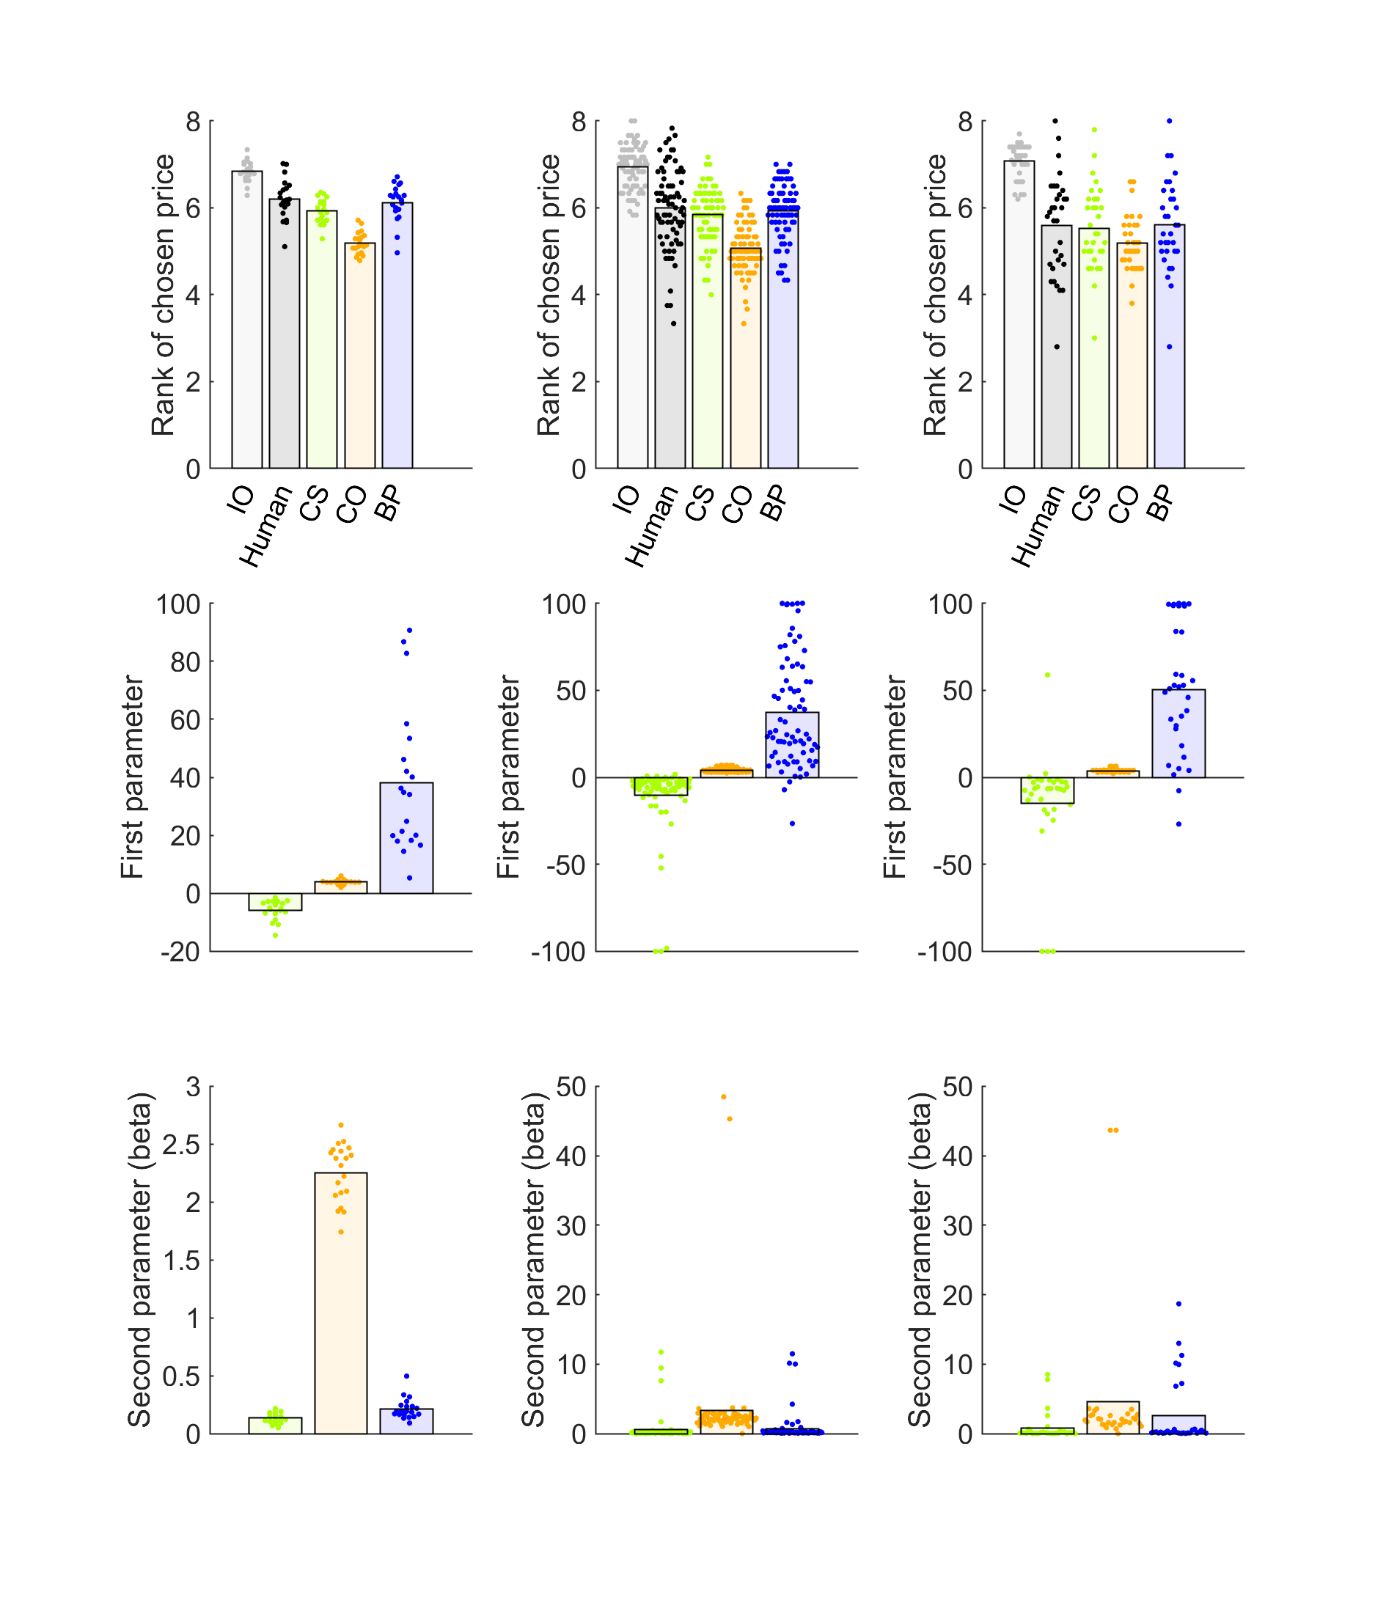 Rank of chosen price
8
6
4
2
0
IO
Human
CS
CO
BP
Rank of chosen price
8
6
4
2
0
IO
Human
CS
CO
BP
Rank of chosen price
8
6
4
2
0
IO
Human
CS
CO
BP
First parameter
100
80
60
40
20
0
-20
First parameter
100
50
0
-50
-100
First parameter
100
50
0
-50
-100
Second parameter (beta)
3
2.5
2
1.5
1
0.5
0
Second parameter (beta)
50
40
30
20
10
0
Second parameter (beta)
50
40
30
20
10
0